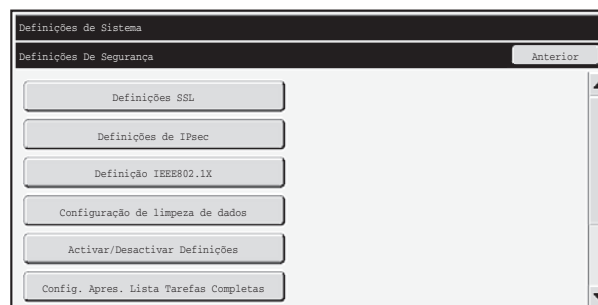 Definições de Sistema
Definições De Segurança
Anterior
Definições SSL
Definições de IPsec
Definição IEEE802.1X
Configuração de limpeza de dados
Activar/Desactivar Definições
Config. Apres. Lista Tarefas Completas